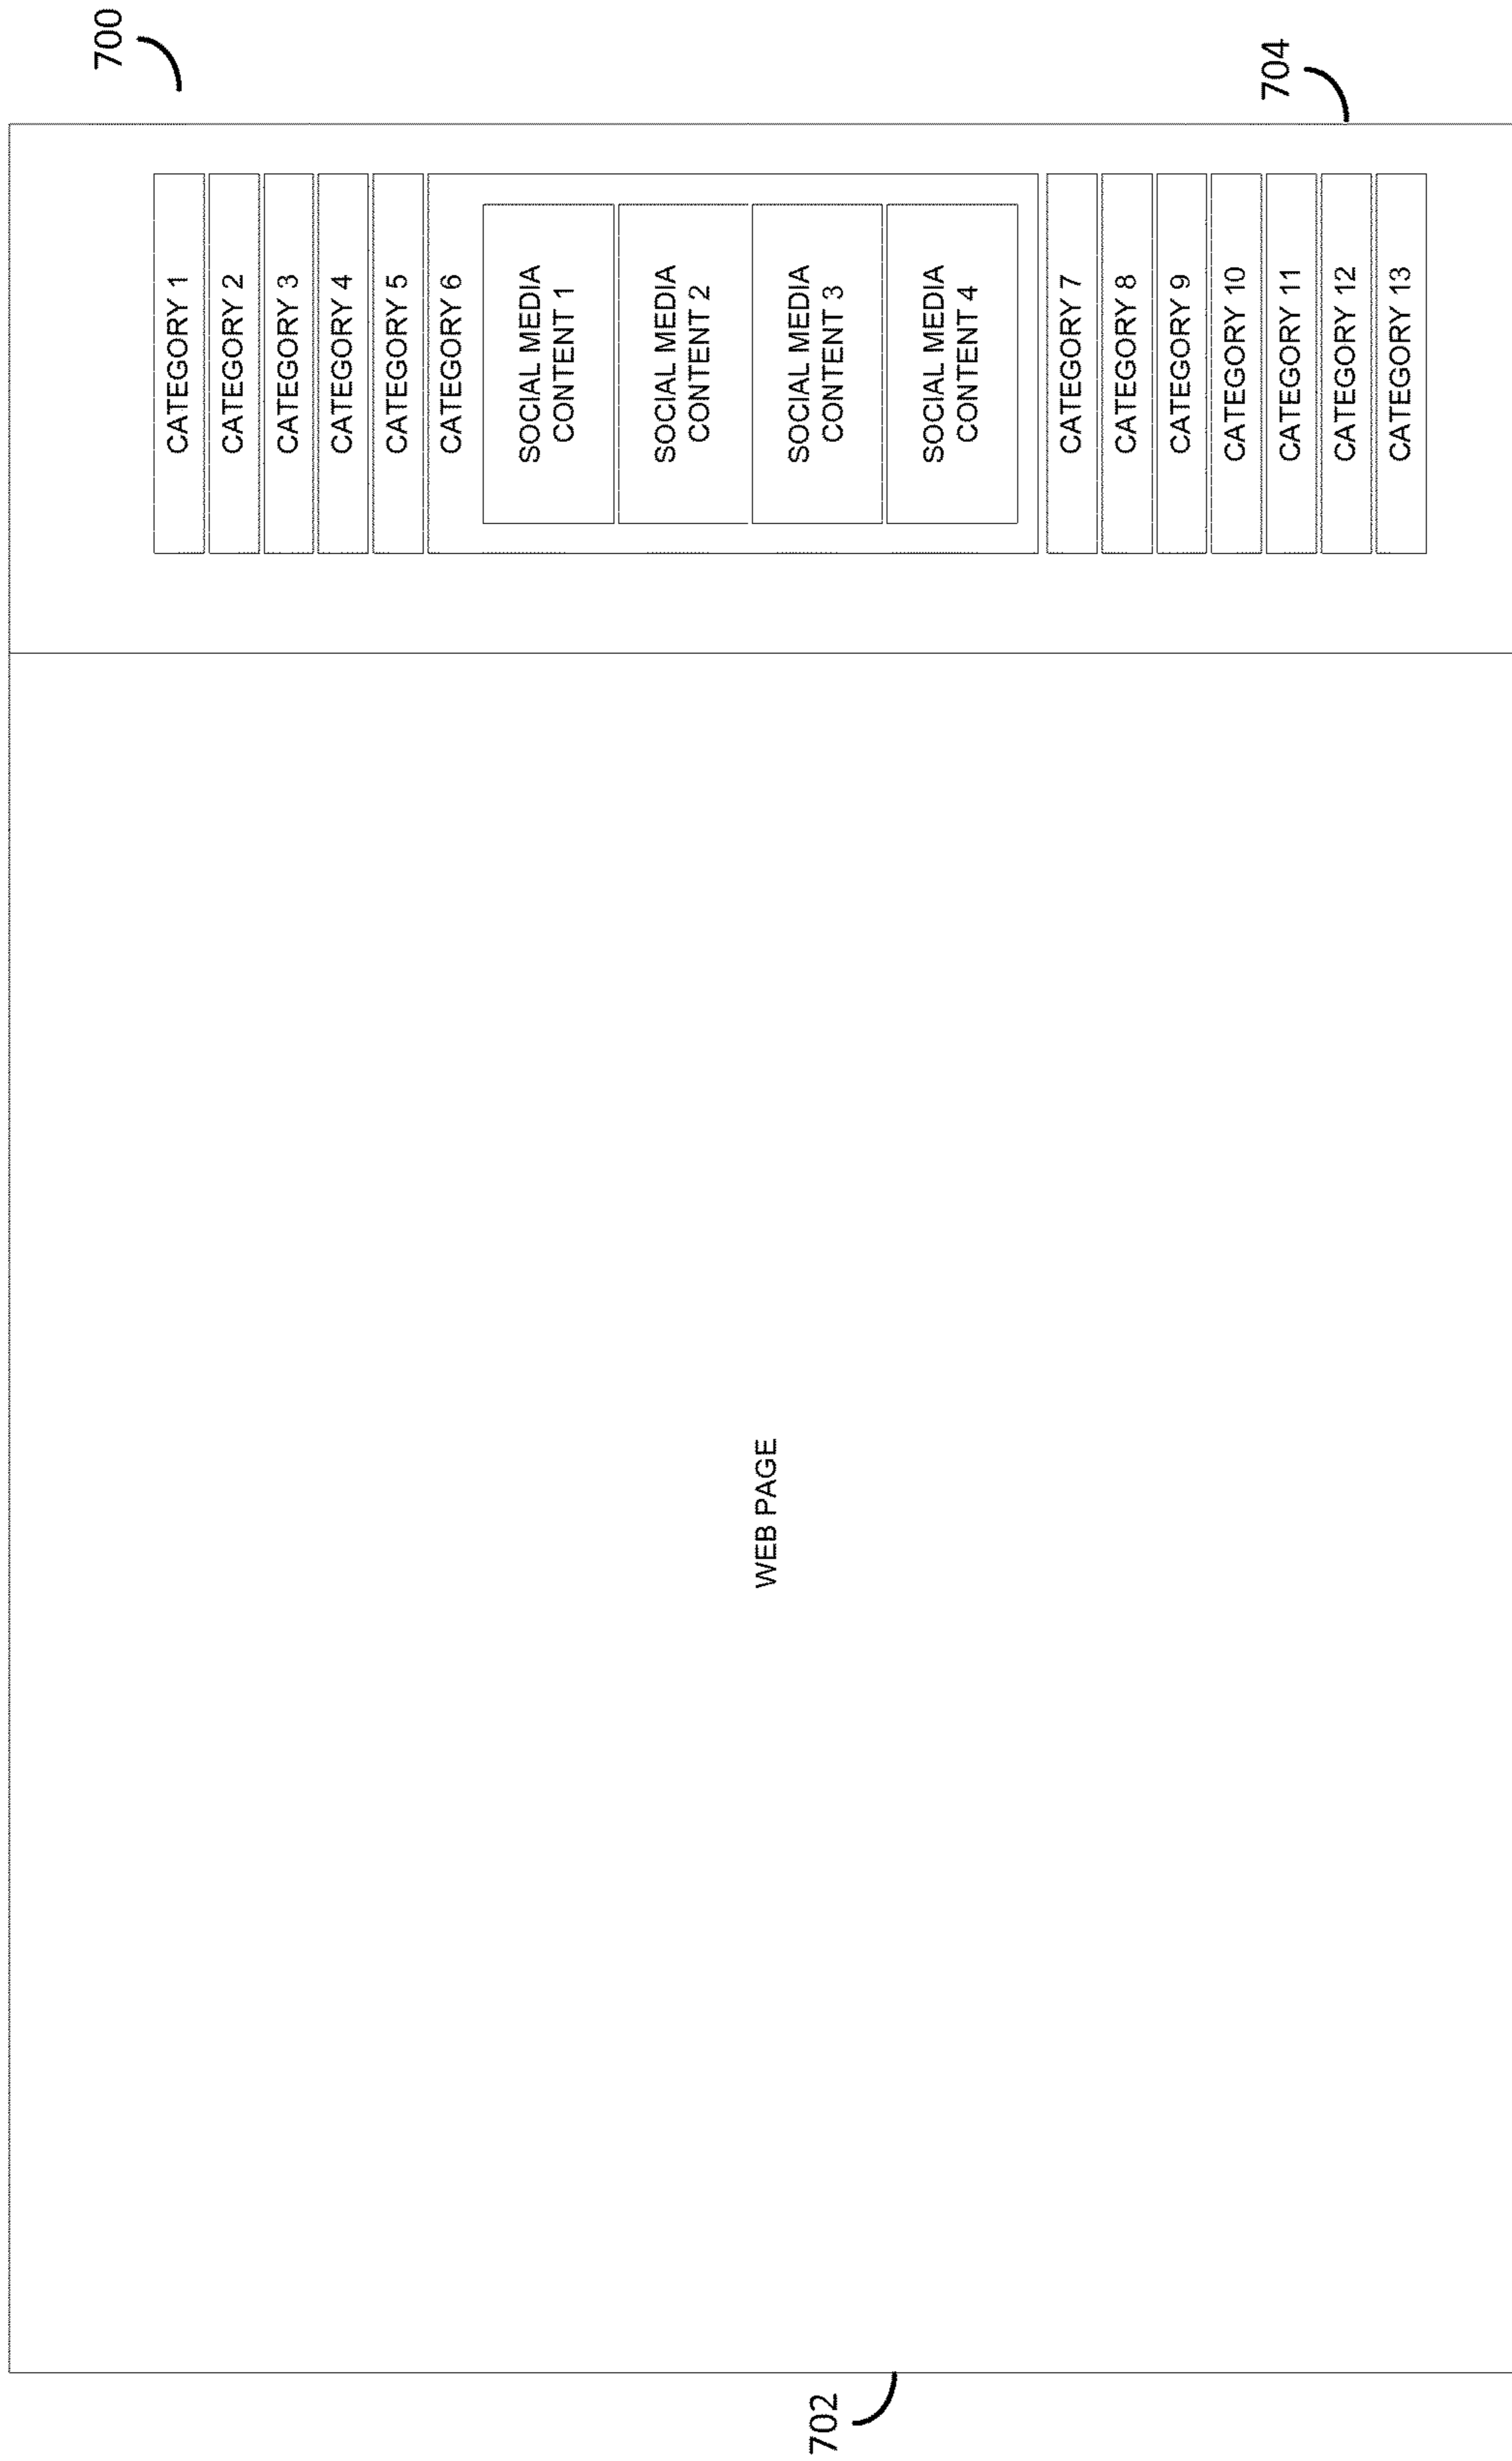 700
702
WEB PAGE
704
CATEGORY 1
CATEGORY 2
CATEGORY 3
CATEGORY 4
CATEGORY 5
CATEGORY 6
SOCIAL MEDIA
CONTENT 1
SOCIAL MEDIA
CONTENT 2
SOCIAL MEDIA
CONTENT 3
SOCIAL MEDIA
CONTENT 4
CATEGORY 7
CATEGORY 8
CATEGORY 9
CATEGORY 10
CATEGORY 11
CATEGORY 12
CATEGORY 13